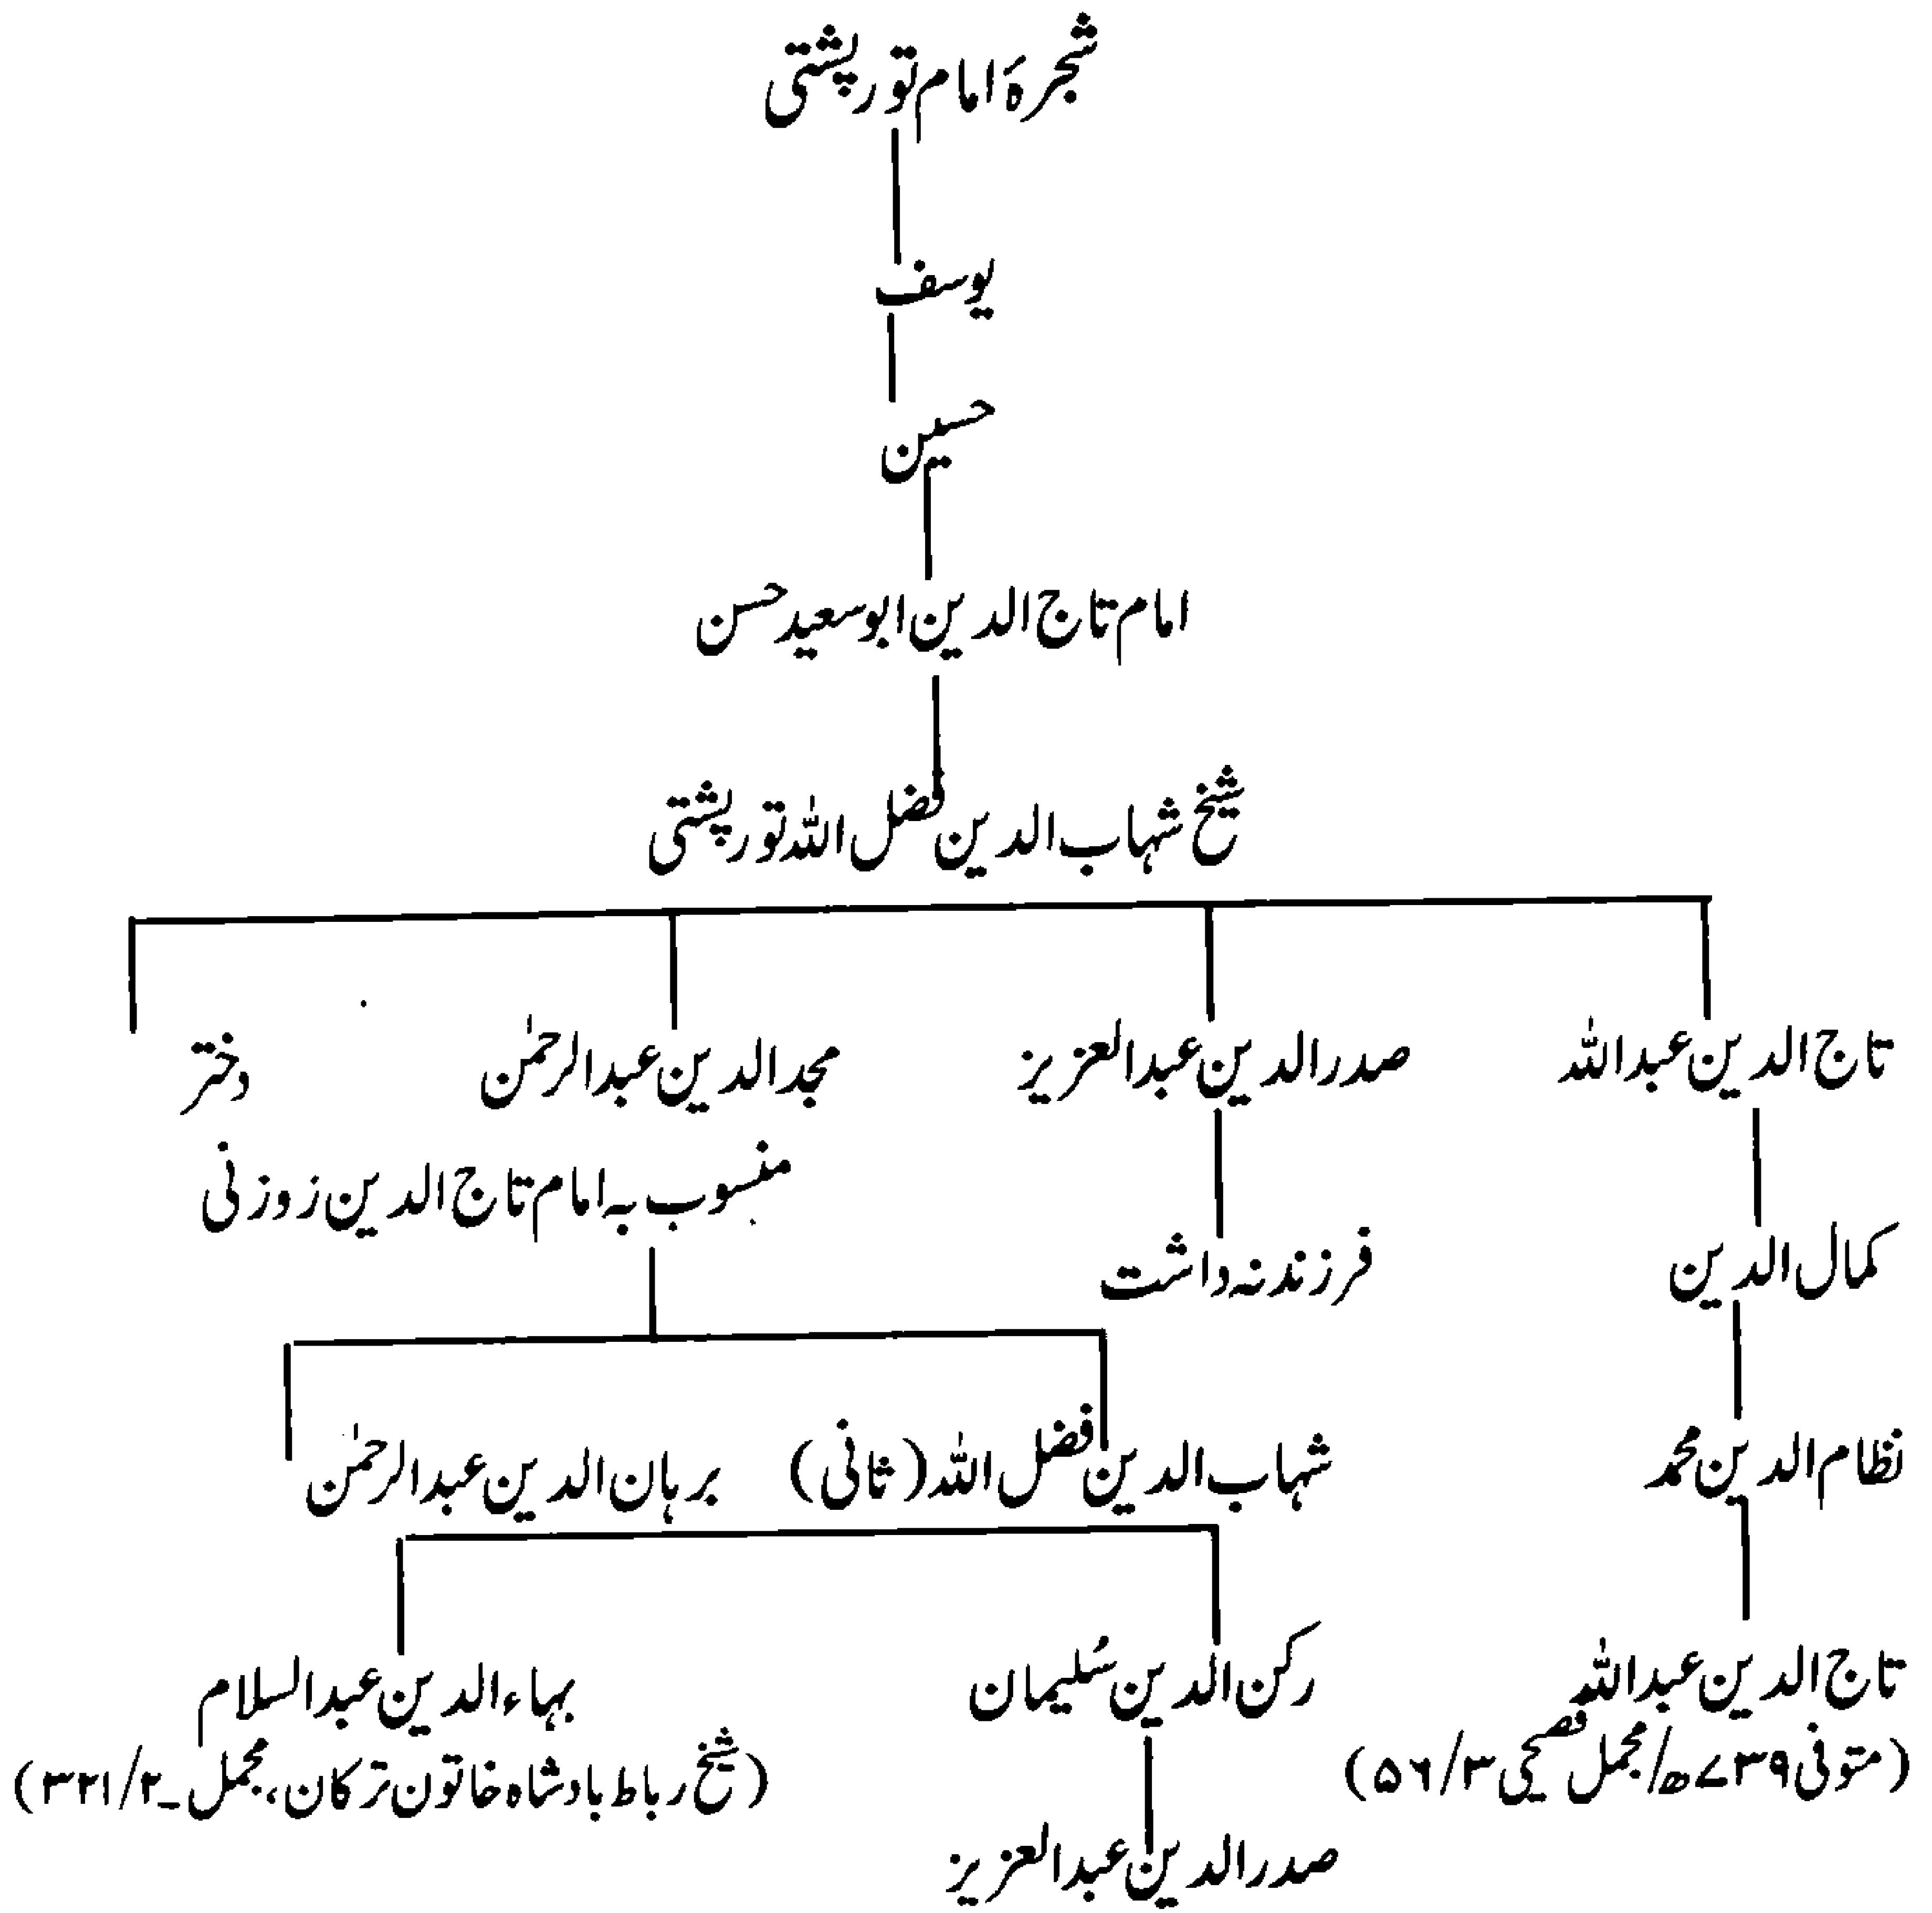 شجرۂ امام تورپشتی
یوسف
حسین
امام تاج الدین ابوسعید حسن
شیخ شہاب الدین فضل اللہ تورپشتی
تاج الدین عبداللہ
صدرالدین عبدالعزیز
مجدالدین عبدالرحمٰن
دختر
منسوب بہ امام تاج الدین زوزنی
کمال الدین
فرزند نہ داشت
نظام الدین محمد
شہاب الدین فضل اللہ (ثانی)
برہان الدین عبدالرحمٰن
تاج الدین عبداللہ
(متوفی ۷۳۹ھ/مجمل فصیحی ۳/۵۶)
رکن الدین سُلیمان
بہاء الدین عبدالسلام
(شیخ رباط بادشاہ خاتون ترکان، مجمل۔ ۲/۳۲۱)
صدرالدین عبدالعزیز